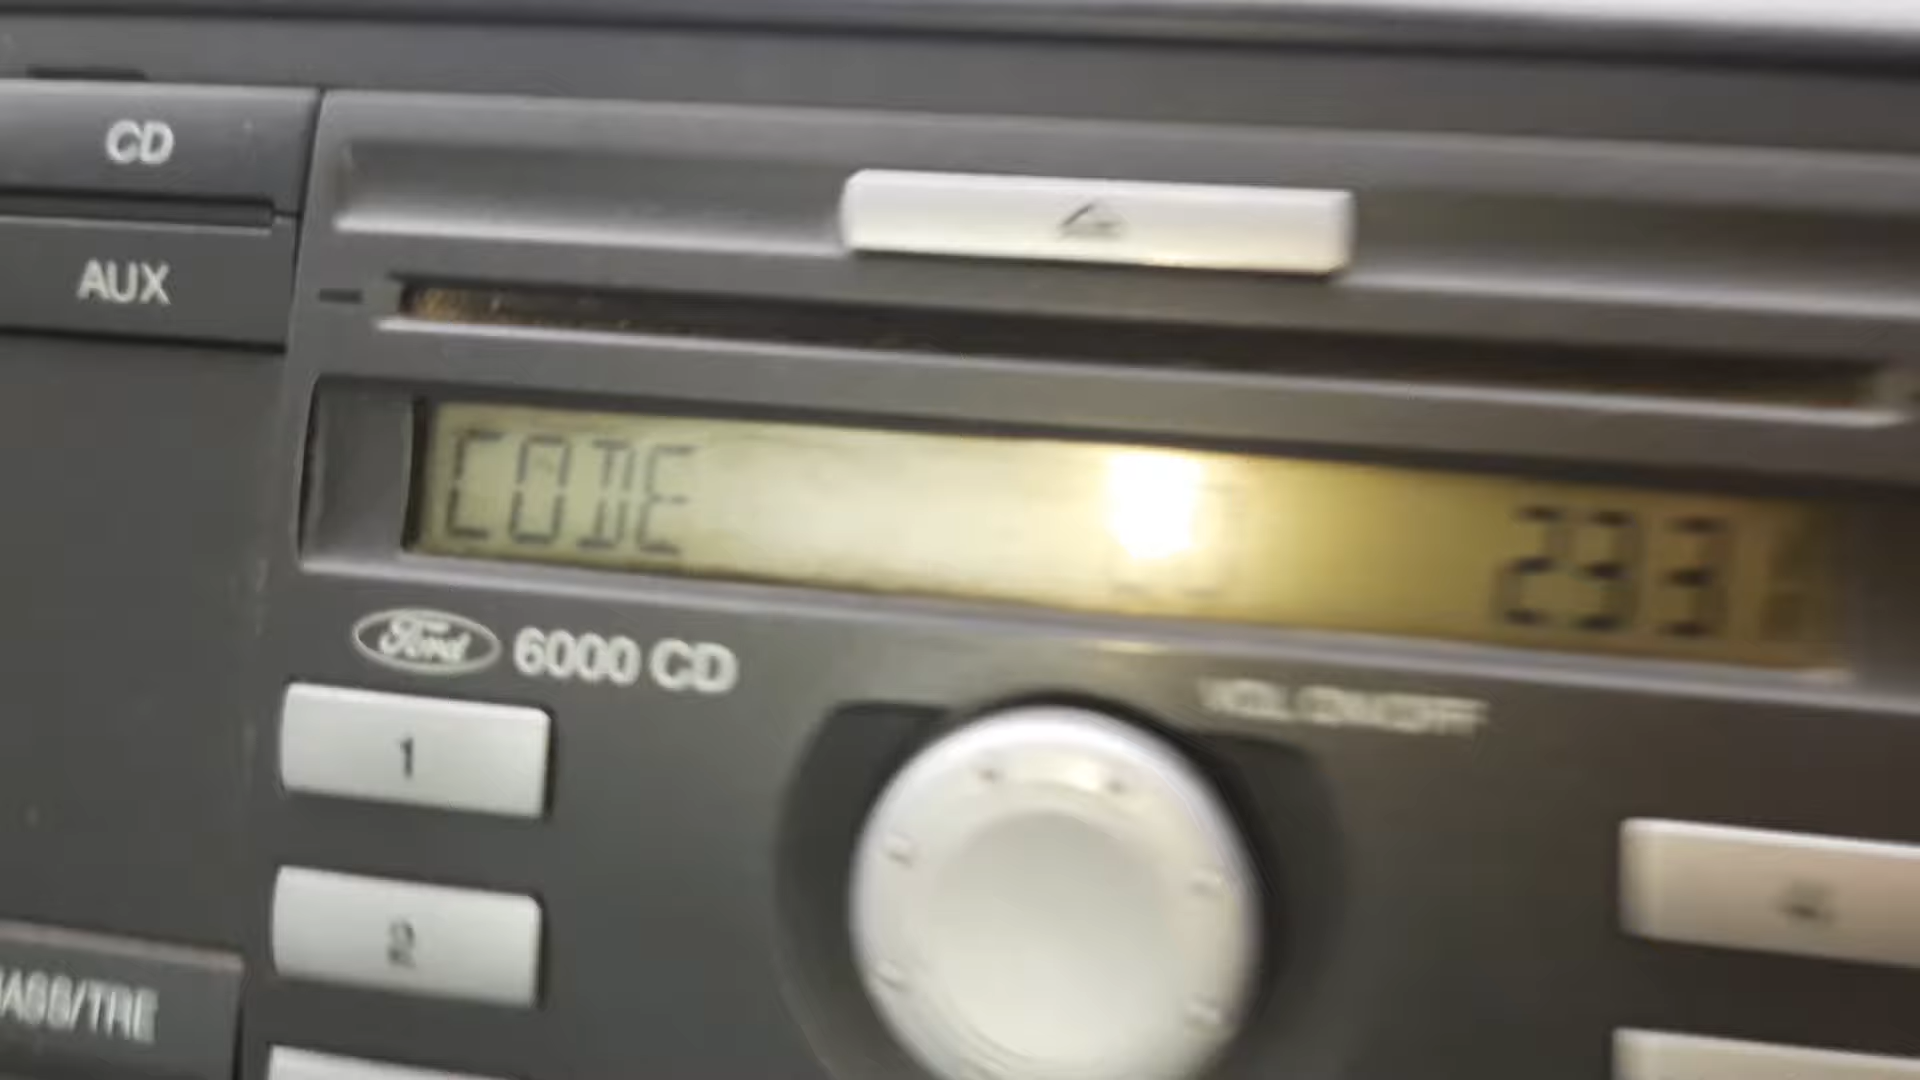 CD
AUX
CODE 233
Ford 6000 CD
VOL ON/OFF
1
2
BASS/TRE